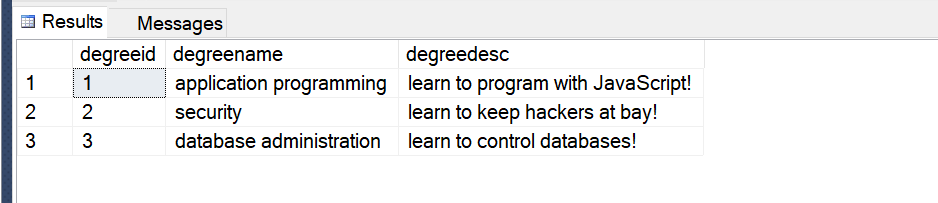 Results Messages
degreeid degreename degreedesc
1 1 application programming learn to program with JavaScript!
2 2 security learn to keep hackers at bay!
3 3 database administration learn to control databases!